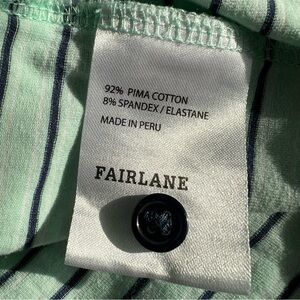 92% PIMA COTTON
8% SPANDEX / ELASTANE
MADE IN PERU
FAIRLANE